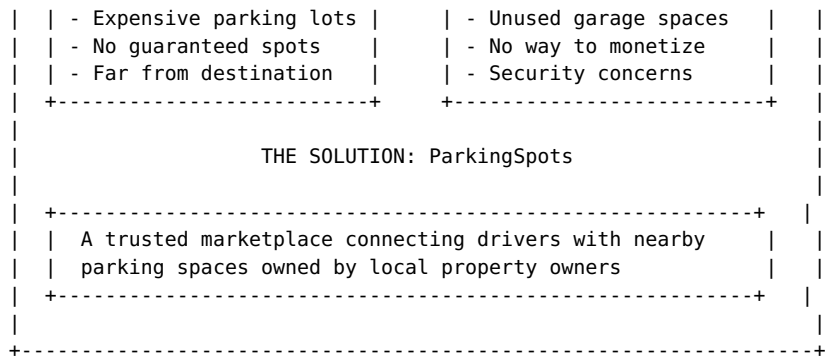 |  | - Expensive parking lots |     | - Unused garage spaces   |   |
|  | - No guaranteed spots    |     | - No way to monetize     |   |
|  | - Far from destination   |     | - Security concerns      |   |
|  +--------------------------+     +--------------------------+   |
|                                                                  |
|                    THE SOLUTION: ParkingSpots                    |
|                                                                  |
|  +----------------------------------------------------------+   |
|  |  A trusted marketplace connecting drivers with nearby     |   |
|  |  parking spaces owned by local property owners            |   |
|  +----------------------------------------------------------+   |
|                                                                  |
+------------------------------------------------------------------+